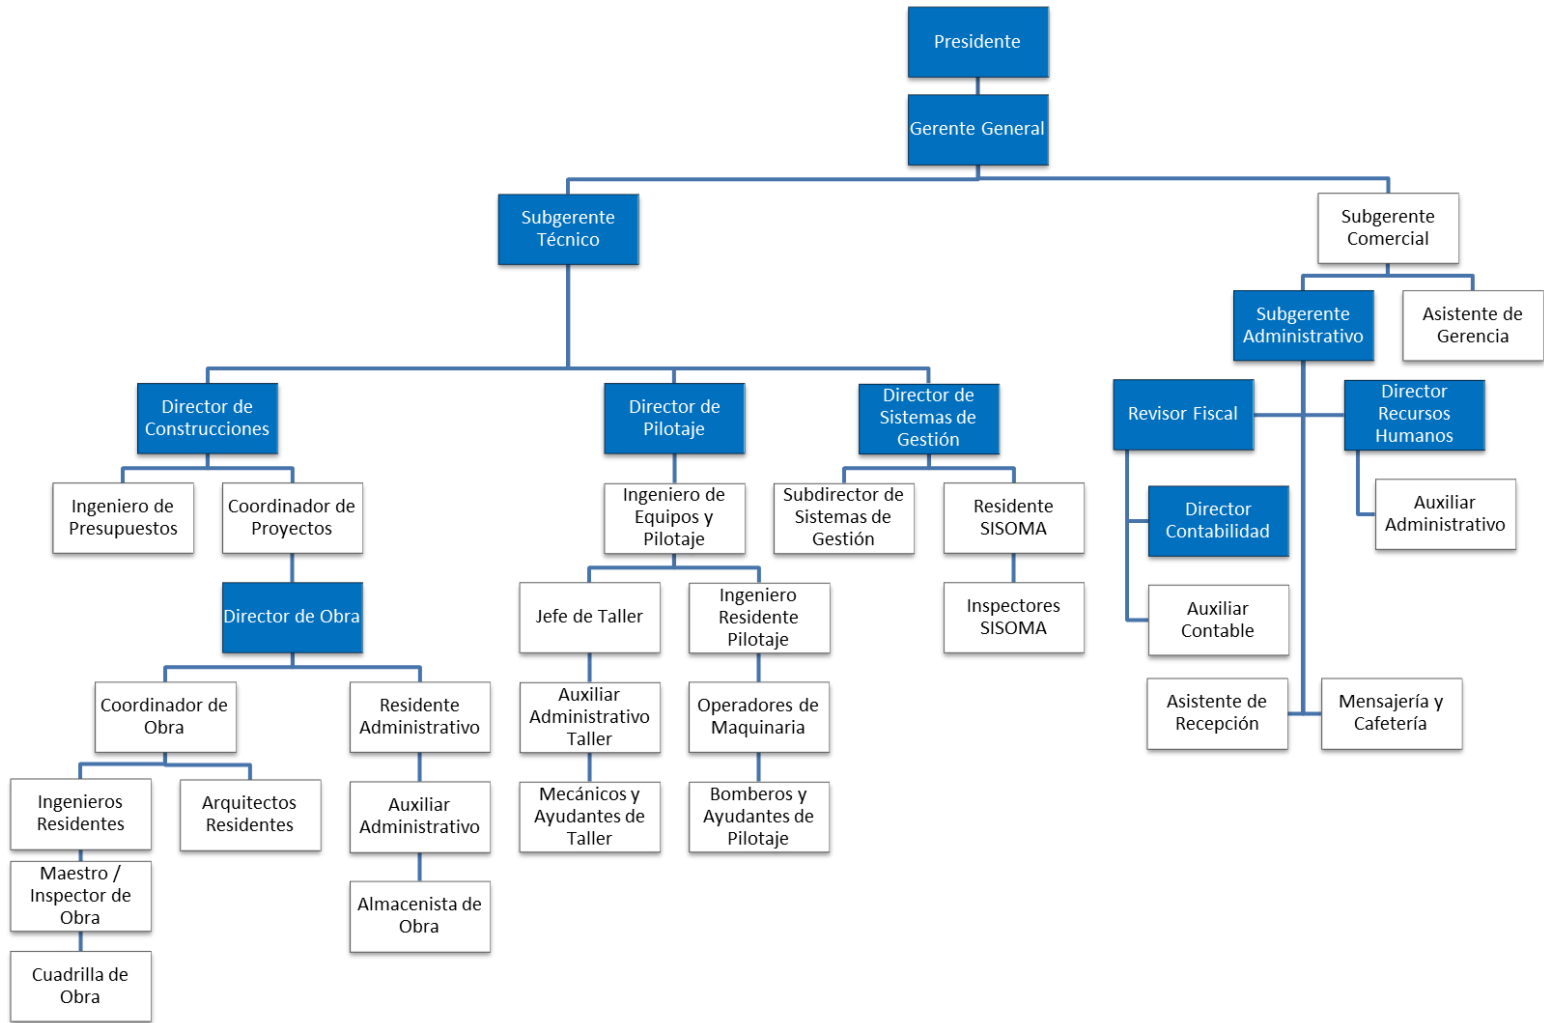 Presidente
Gerente General
Subgerente
Técnico
Subgerente
Comercial
Subgerente
Administrativo
Asistente de
Gerencia
Director de
Construcciones
Director de
Pilotaje
Director de
Sistemas de
Gestión
Revisor Fiscal
Director
Recursos
Humanos
Ingeniero de
Presupuestos
Coordinador de
Proyectos
Ingeniero de
Equipos y
Pilotaje
Subdirector de
Sistemas de
Gestión
Residente
SISOMA
Director
Contabilidad
Auxiliar
Administrativo
Director de Obra
Jefe de Taller
Ingeniero
Residente
Pilotaje
Inspectores
SISOMA
Auxiliar
Contable
Coordinador de
Obra
Residente
Administrativo
Auxiliar
Administrativo
Taller
Operadores de
Maquinaria
Asistente de
Recepción
Mensajería y
Cafetería
Ingenieros
Residentes
Arquitectos
Residentes
Auxiliar
Administrativo
Mecánicos y
Ayudantes de
Taller
Bomberos y
Ayudantes de
Pilotaje
Maestro /
Inspector de
Obra
Almacenista de
Obra
Cuadrilla de
Obra